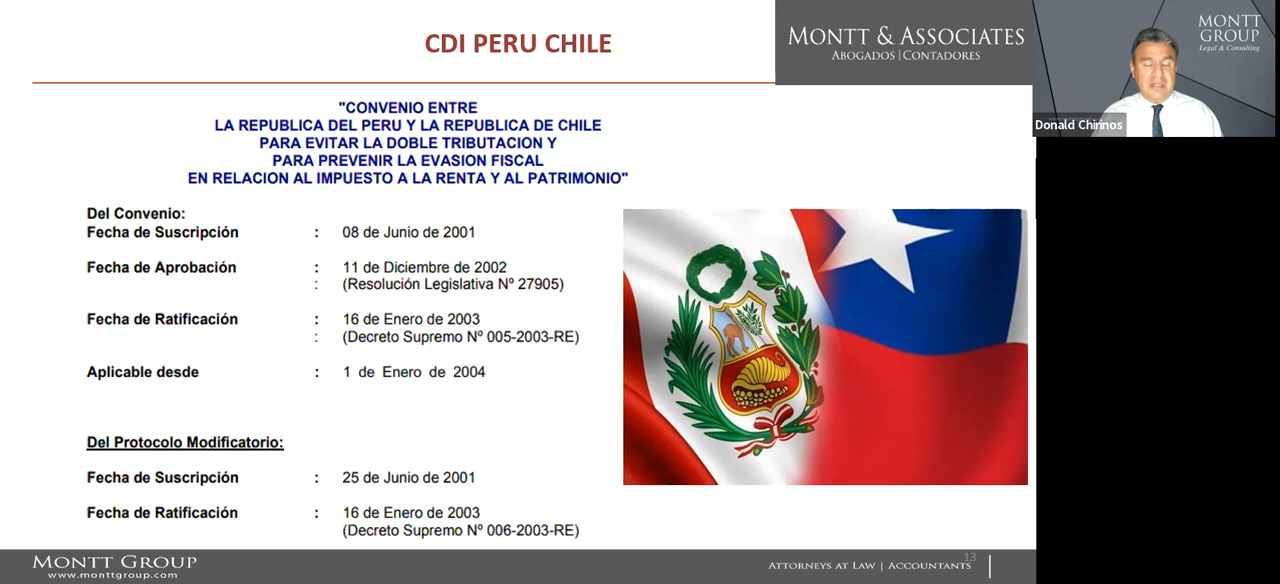 CDI PERU CHILE
MONTT & ASSOCIATES
ABOGADOS | CONTADORES
MONTT
GROUP
Legal & Consulting
Donald Chirinos
"CONVENIO ENTRE
LA REPUBLICA DEL PERU Y LA REPUBLICA DE CHILE
PARA EVITAR LA DOBLE TRIBUTACION Y
PARA PREVENIR LA EVASION FISCAL
EN RELACION AL IMPUESTO A LA RENTA Y AL PATRIMONIO"
Del Convenio:
Fecha de Suscripción : 08 de Junio de 2001
Fecha de Aprobación : 11 de Diciembre de 2002
: (Resolución Legislativa Nº 27905)
Fecha de Ratificación : 16 de Enero de 2003
: (Decreto Supremo Nº 005-2003-RE)
Aplicable desde : 1 de Enero de 2004
Del Protocolo Modificatorio:
Fecha de Suscripción : 25 de Junio de 2001
Fecha de Ratificación : 16 de Enero de 2003
(Decreto Supremo Nº 006-2003-RE)
MONTT GROUP
www.monttgroup.com
ATTORNEYS AT LAW | ACCOUNTANTS
13